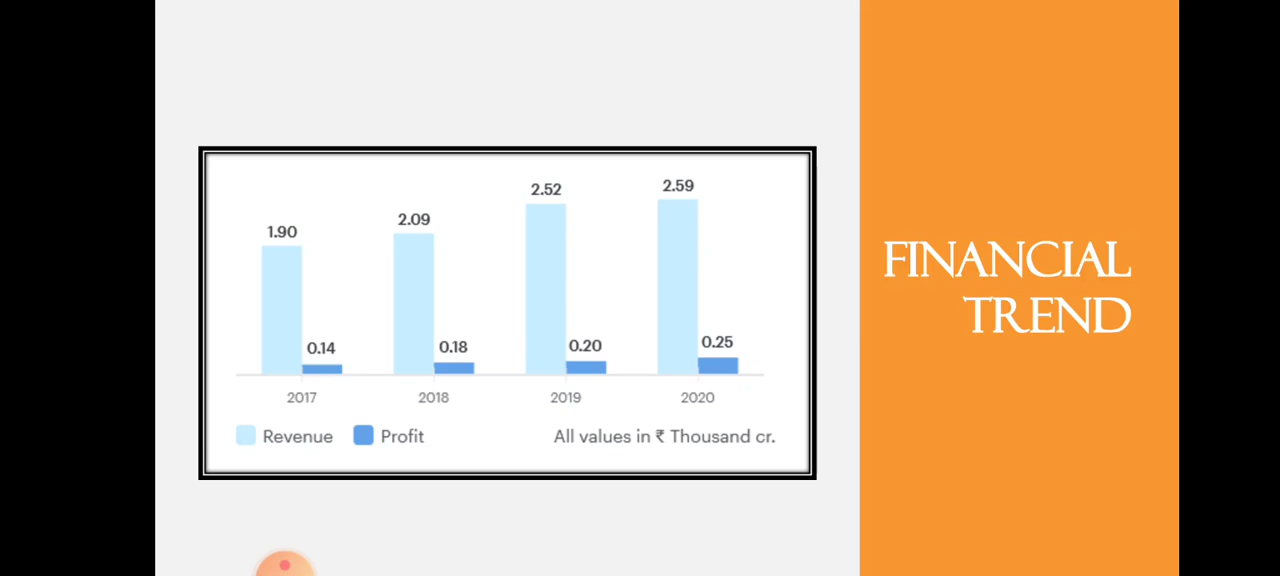 FINANCIAL
TREND
1.90
2.09
2.52
2.59
0.14
0.18
0.20
0.25
2017
2018
2019
2020
Revenue
Profit
All values in ₹ Thousand cr.